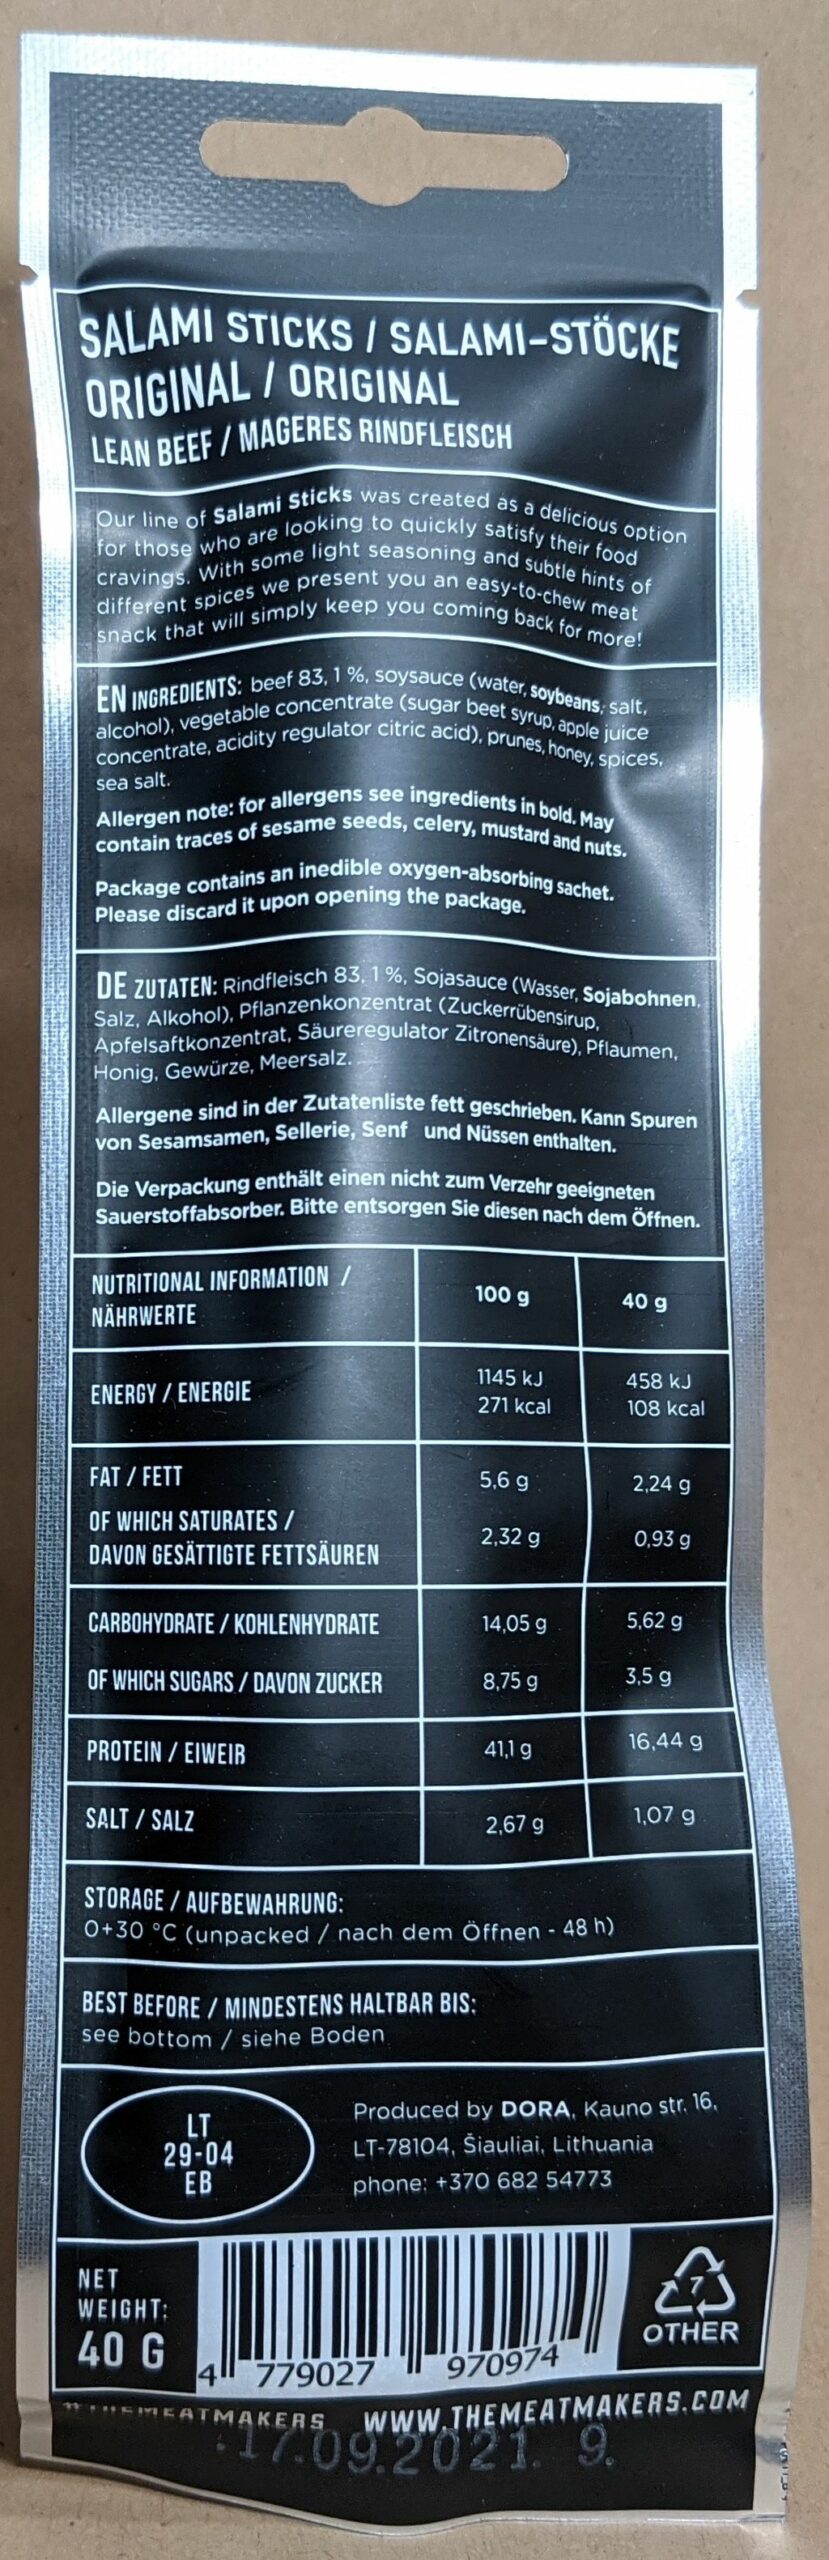 SALAMI STICKS / SALAMI-STÖCKE
ORIGINAL / ORIGINAL
LEAN BEEF / MAGERES RINDFLEISCH
Our line of Salami Sticks was created as a delicious option
for those who are looking to quickly satisfy their food
cravings. With some light seasoning and subtle hints of
different spices we present you an easy-to-chew meat
snack that will simply keep you coming back for more!
EN INGREDIENTS: beef 83, 1 %, soysauce (water, soybeans, salt,
alcohol), vegetable concentrate (sugar beet syrup, apple juice
concentrate, acidity regulator citric acid), prunes, honey, spices,
sea salt.
Allergen note: for allergens see ingredients in bold. May
contain traces of sesame seeds, celery, mustard and nuts.
Package contains an inedible oxygen-absorbing sachet.
Please discard it upon opening the package.
DE ZUTATEN: Rindfleisch 83, 1 %, Sojasauce (Wasser, Sojabohnen,
Salz, Alkohol), Pflanzenkonzentrat (Zuckerrübensirup,
Apfelsaftkonzentrat, Säureregulator Zitronensäure), Pflaumen,
Honig, Gewürze, Meersalz.
Allergene sind in der Zutatenliste fett geschrieben. Kann Spuren
von Sesamsamen, Sellerie, Senf und Nüssen enthalten.
Die Verpackung enthält einen nicht zum Verzehr geeigneten
Sauerstoffabsorber. Bitte entsorgen Sie diesen nach dem Öffnen.
NUTRITIONAL INFORMATION /
NÄHRWERTE
100 g 40 g
ENERGY / ENERGIE
1145 kJ 458 kJ
271 kcal 108 kcal
FAT / FETT 5,6 g 2,24 g
OF WHICH SATURATES /
DAVON GESÄTTIGTE FETTSÄUREN
2,32 g 0,93 g
CARBOHYDRATE / KOHLENHYDRATE 14,05 g 5,62 g
OF WHICH SUGARS / DAVON ZUCKER 8,75 g 3,5 g
PROTEIN / EIWEIR 41,1 g 16,44 g
SALT / SALZ 2,67 g 1,07 g
STORAGE / AUFBEWAHRUNG:
0+30 °C (unpacked / nach dem Öffnen - 48 h)
BEST BEFORE / MINDESTENS HALTBAR BIS:
see bottom / siehe Boden
LT
29-04
EB
Produced by DORA, Kauno str. 16,
LT-78104, Šiauliai, Lithuania
phone: +370 682 54773
NET
WEIGHT:
40 G
4 779027 970974
7
OTHER
THEMEATMAKERS WWW.THEMEATMAKERS.COM
17.09.2021. 9.